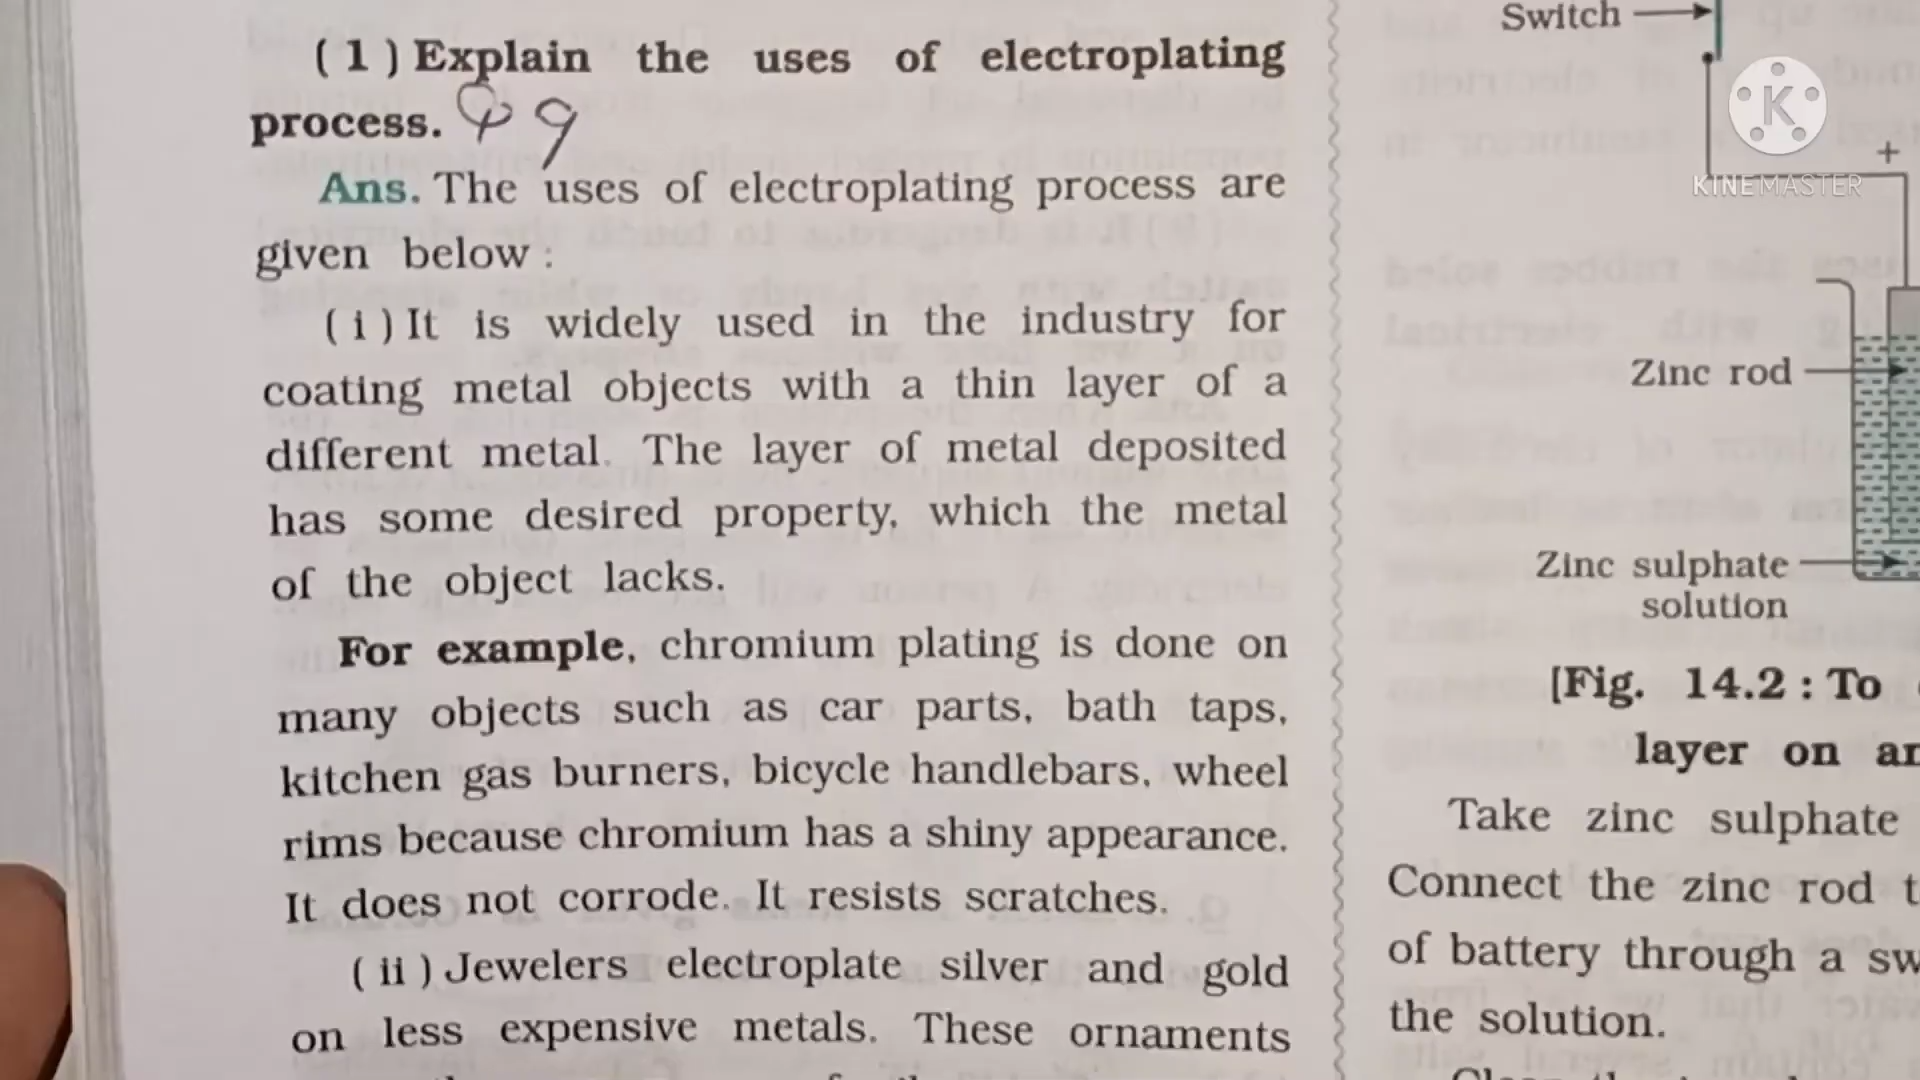 ( 1 ) Explain the uses of electroplating
process. Q 9
Ans. The uses of electroplating process are
given below :
( i ) It is widely used in the industry for
coating metal objects with a thin layer of a
different metal. The layer of metal deposited
has some desired property, which the metal
of the object lacks.
For example, chromium plating is done on
many objects such as car parts, bath taps,
kitchen gas burners, bicycle handlebars, wheel
rims because chromium has a shiny appearance.
It does not corrode. It resists scratches.
( ii ) Jewelers electroplate silver and gold
on less expensive metals. These ornaments
Switch
+
K
KINEMASTER
Zinc rod
Zinc sulphate
solution
[Fig. 14.2 : To
layer on
Take zinc sulphate
Connect the zinc rod
of battery through a
the solution.